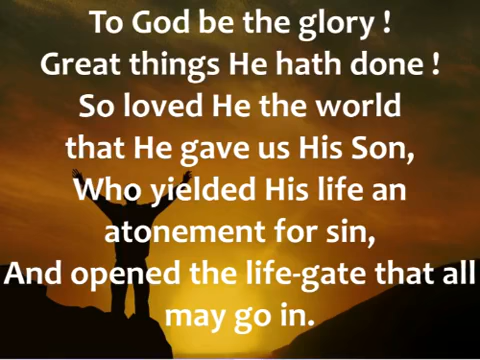 To God be the glory !
Great things He hath done !
So loved He the world
that He gave us His Son,
Who yielded His life an
atonement for sin,
And opened the life-gate that all
may go in.